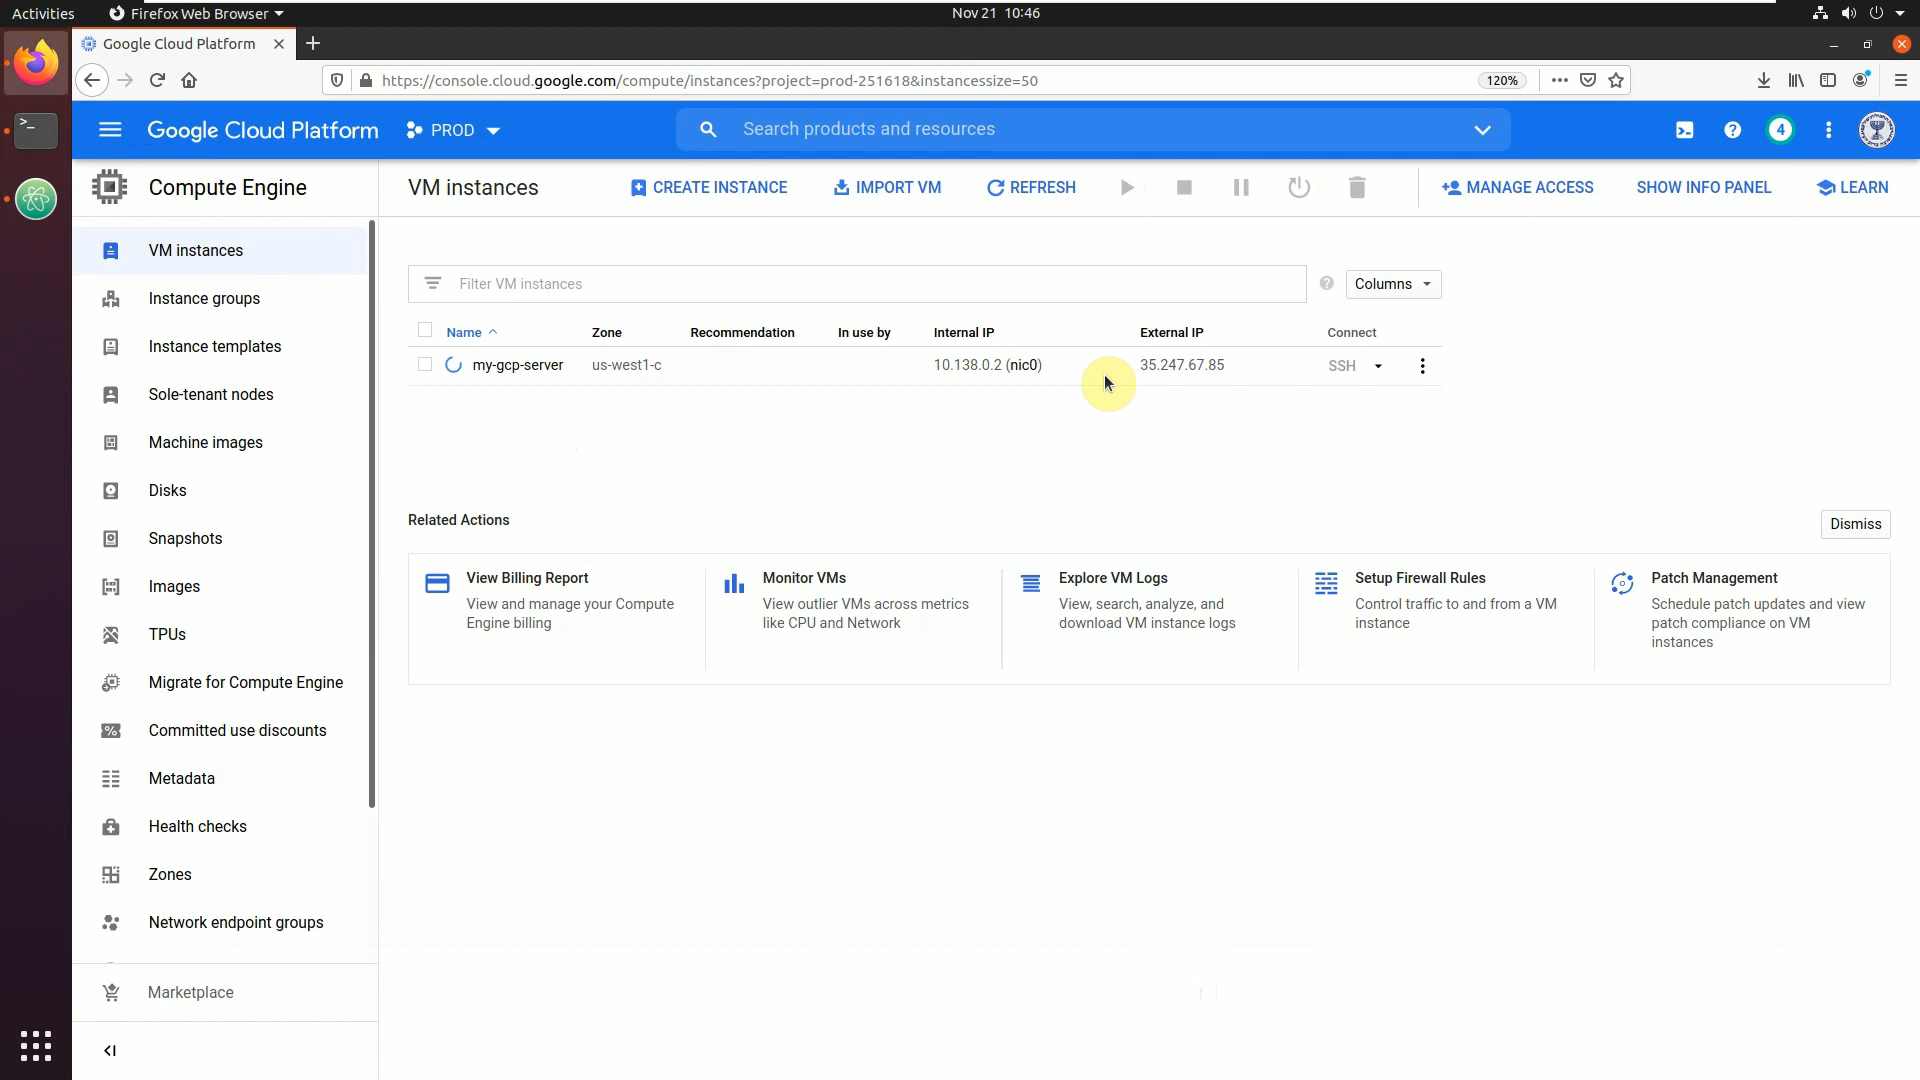 Activities Firefox Web Browser Nov 21 10:46
Google Cloud Platform
https://console.cloud.google.com/compute/instances?project=prod-251618&instancessize=50 120%
Google Cloud Platform PROD Search products and resources 4
Compute Engine VM instances CREATE INSTANCE IMPORT VM REFRESH MANAGE ACCESS SHOW INFO PANEL LEARN
VM instances
Instance groups
Instance templates
Sole-tenant nodes
Machine images
Disks
Snapshots
Images
TPUs
Migrate for Compute Engine
Committed use discounts
Metadata
Health checks
Zones
Network endpoint groups
Marketplace
Filter VM instances Columns
Name Zone Recommendation In use by Internal IP External IP Connect
my-gcp-server us-west1-c 10.138.0.2 (nic0) 35.247.67.85 SSH
Related Actions Dismiss
View Billing Report
View and manage your Compute
Engine billing
Monitor VMs
View outlier VMs across metrics
like CPU and Network
Explore VM Logs
View, search, analyze, and
download VM instance logs
Setup Firewall Rules
Control traffic to and from a VM
instance
Patch Management
Schedule patch updates and view
patch compliance on VM
instances